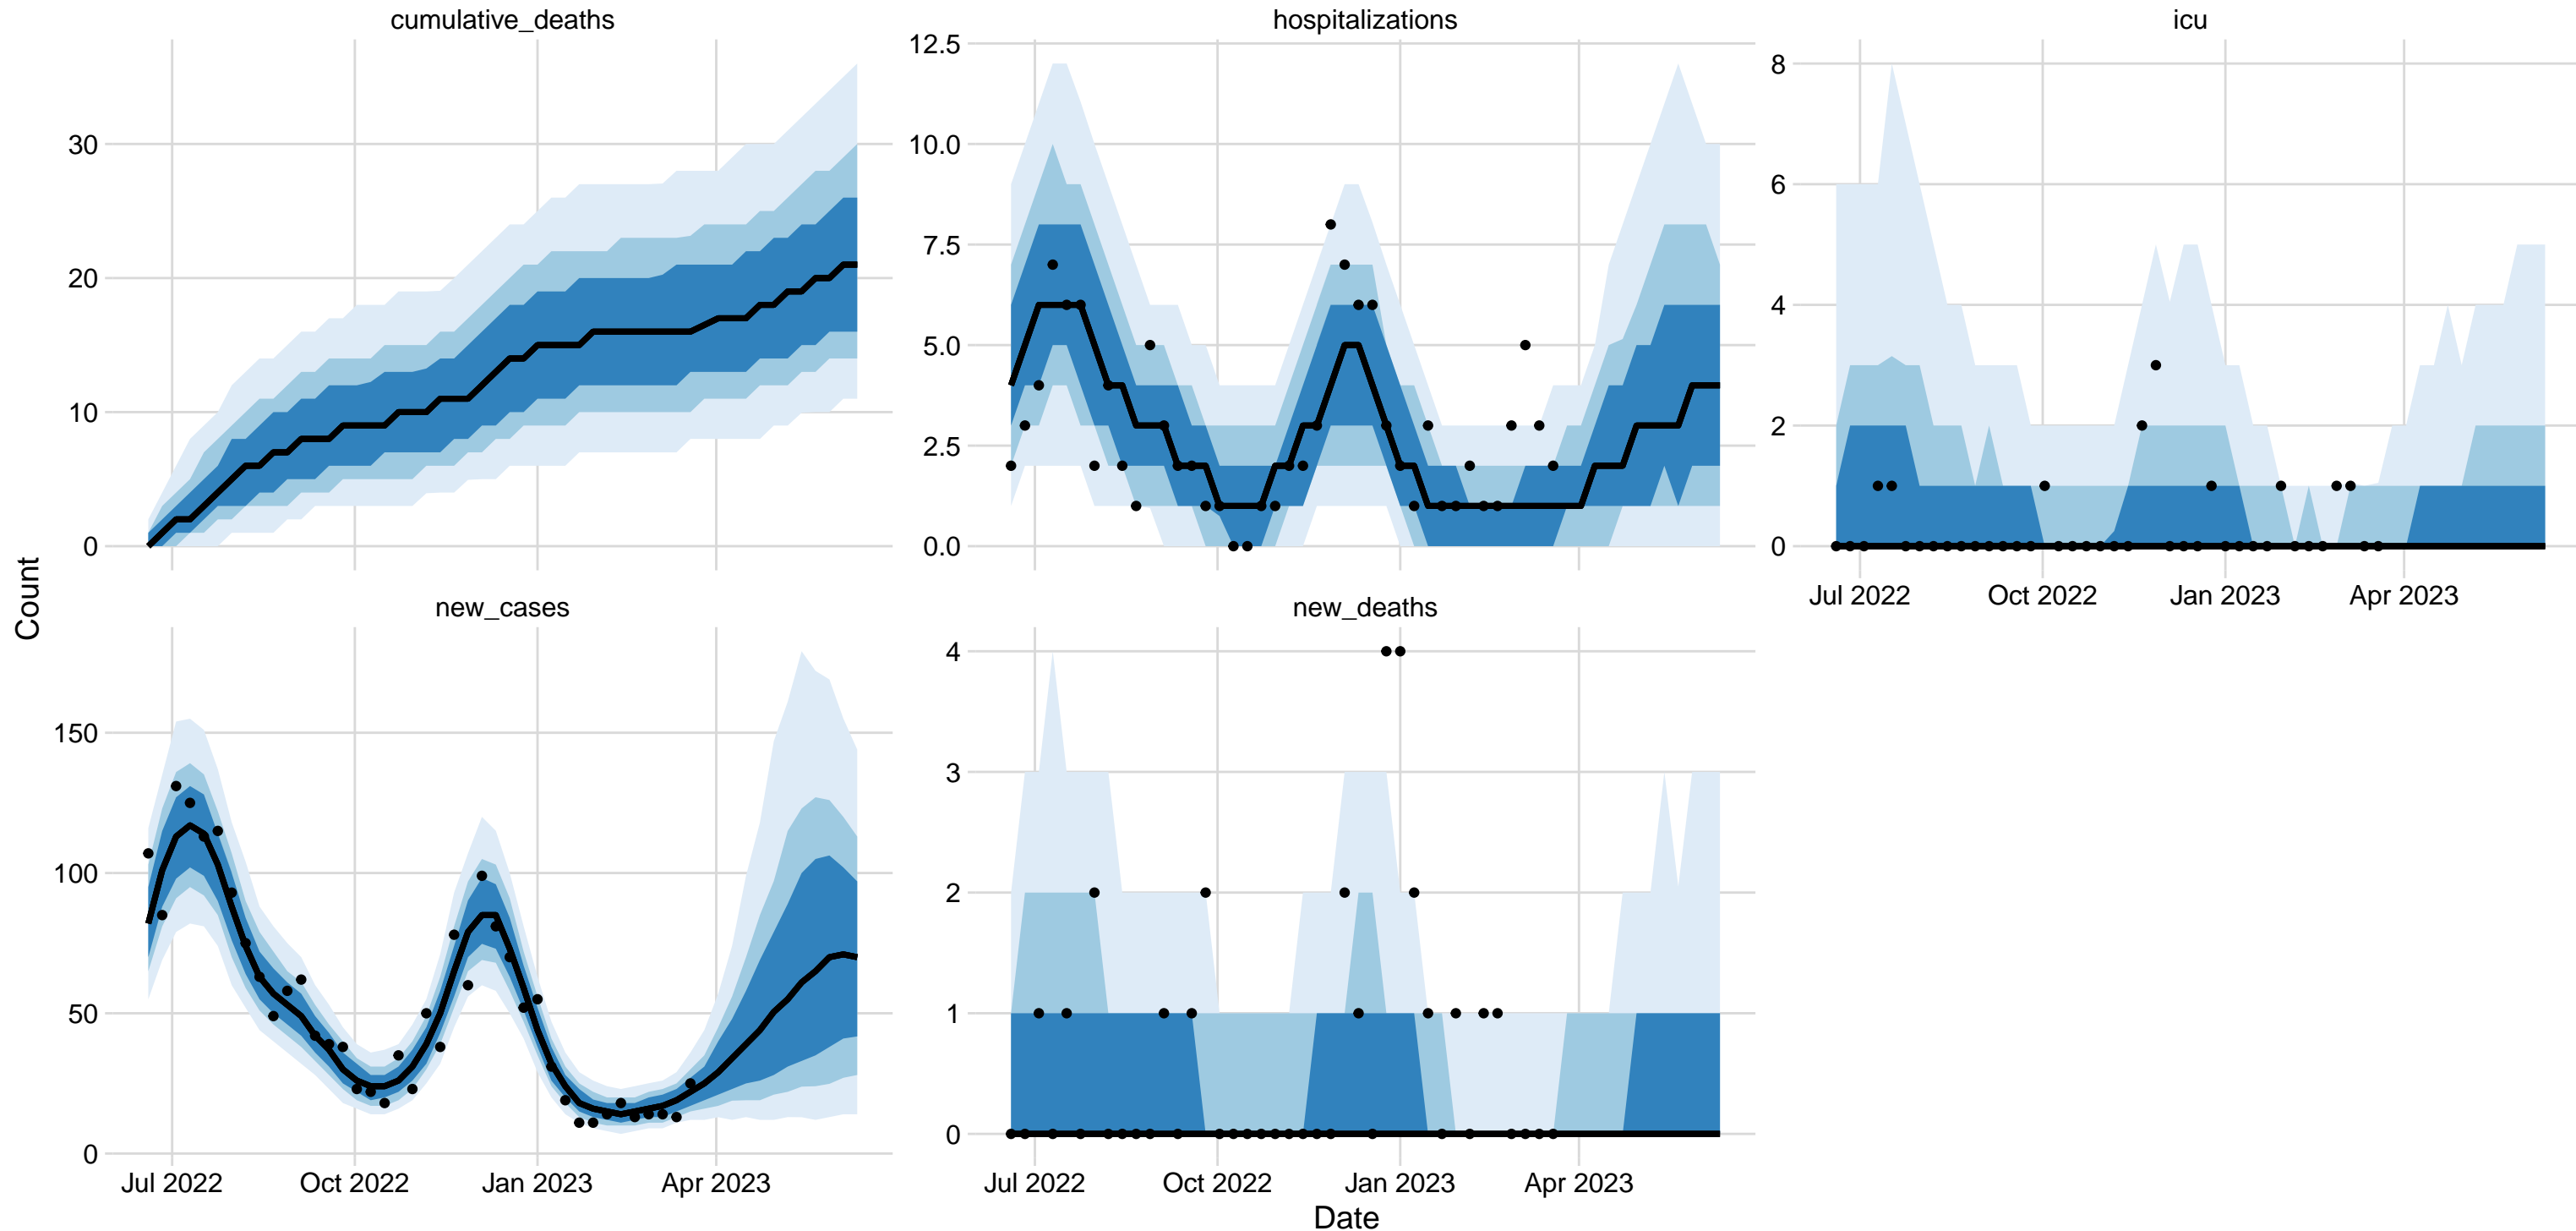 cumulative_deaths
30
20
10
0
hospitalizations
12.5
10.0
7.5
5.0
2.5
0.0
icu
8
6
4
2
0
Jul 2022 Oct 2022 Jan 2023 Apr 2023
Count
new_cases
150
100
50
0
Jul 2022 Oct 2022 Jan 2023 Apr 2023
new_deaths
4
3
2
1
0
Jul 2022 Oct 2022 Jan 2023 Apr 2023
Date